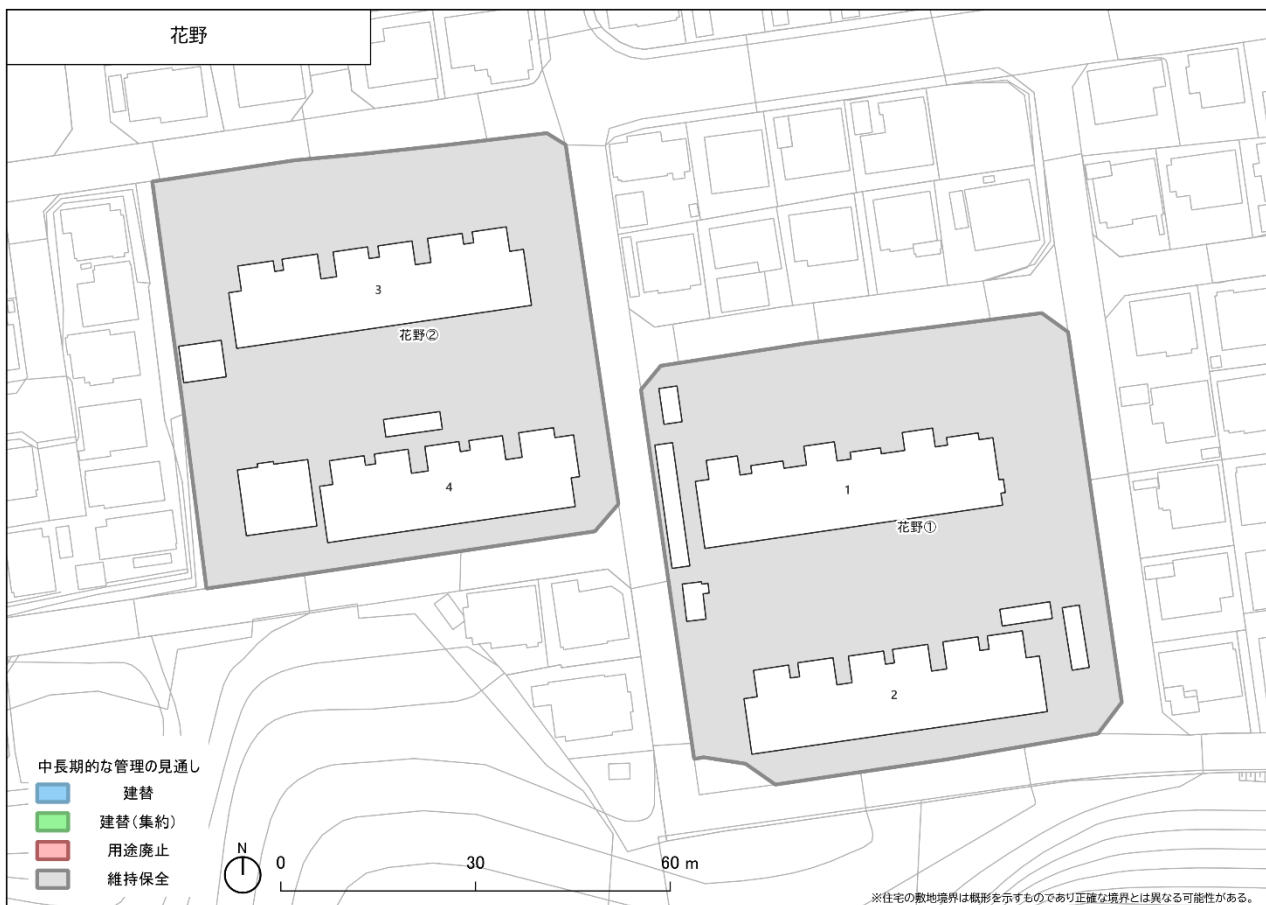 花野
3
花野②
4
1
花野①
2
中長期的な管理の見通し
建替
建替（集約）
用途廃止
維持保全
N
0 30 60 m
※住宅の敷地境界は概形を示すものであり正確な境界とは異なる可能性がある。